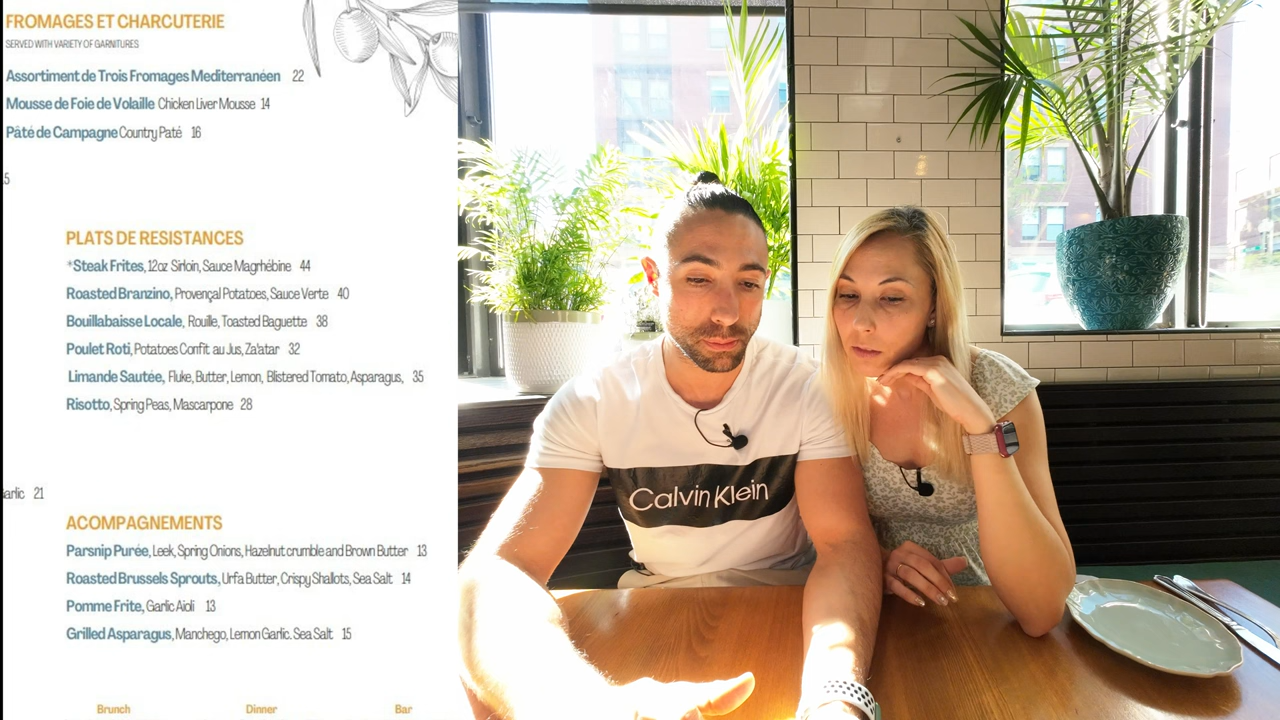 FROMAGES ET CHARCUTERIE
SERVED WITH VARIETY OF GARNITURES
Assortiment de Trois Fromages Mediterranéen 22
Mousse de Foie de Volaille Chicken Liver Mousse 14
Pâté de Campagne Country Paté 16
5
PLATS DE RESISTANCES
*Steak Frites, 12oz Sirloin, Sauce Magrhébine 44
Roasted Branzino, Provençal Potatoes, Sauce Verte 40
Bouillabaisse Locale, Rouille, Toasted Baguette 38
Poulet Roti, Potatoes Confit au Jus, Za'atar 32
Limande Sautée, Fluke, Butter, Lemon, Blistered Tomato, Asparagus, 35
Risotto, Spring Peas, Mascarpone 28
arlic 21
ACOMPAGNEMENTS
Parsnip Purée, Leek, Spring Onions, Hazelnut crumble and Brown Butter 13
Roasted Brussels Sprouts, Urfa Butter, Crispy Shallots, Sea Salt 14
Pomme Frite, Garlic Aioli 13
Grilled Asparagus, Manchego, Lemon Garlic. Sea Salt 15
Brunch Dinner Bar
Calvin Klein